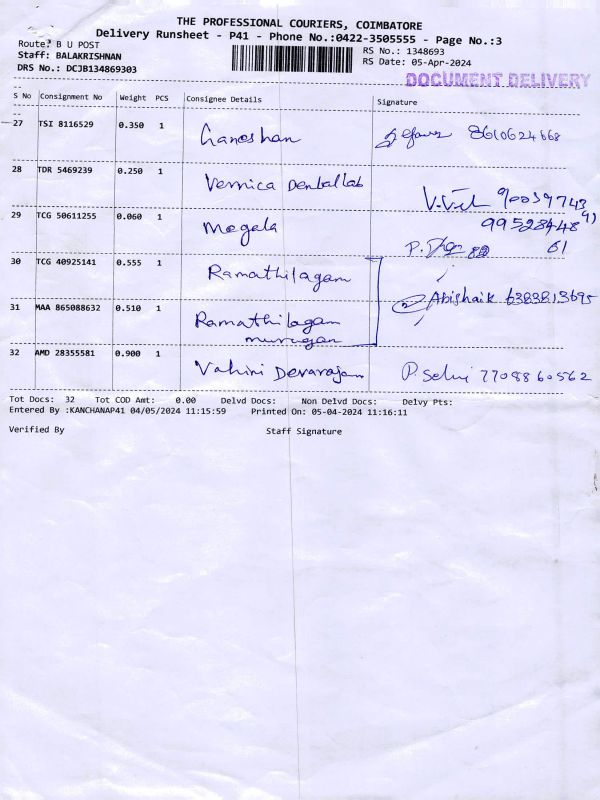 THE PROFESSIONAL COURIERS, COIMBATORE
Delivery Runsheet - P41 - Phone No.:0422-3505555 - Page No.:3
Route: B U POST
Staff: BALAKRISHNAN
DRS No.: DCJB134869303
RS No.: 1348693
RS Date: 05-Apr-2024
DOCUMENT DELIVERY
S No Consignment No Weight PCS Consignee Details Signature
27 TSI 8116529 0.350 1 Ganeshan 8610624668
28 TDR 5469239 0.250 1 Vernica Dentallab
29 TCG 50611255 0.060 1 Megala
30 TCG 40925141 0.555 1 Ramathilagam
31 MAA 865088632 0.510 1 Ramathilagam Abishaik 6383813695
murugan
32 AMD 28355581 0.900 1 Vahini Devarajan P. Selvi 7708860562
Tot Docs: 32 Tot COD Amt: 0.00 Delvd Docs: Non Delvd Docs: Delvy Pts:
Entered By :KANCHANAP41 04/05/2024 11:15:59 Printed On: 05-04-2024 11:16:11
Verified By Staff Signature